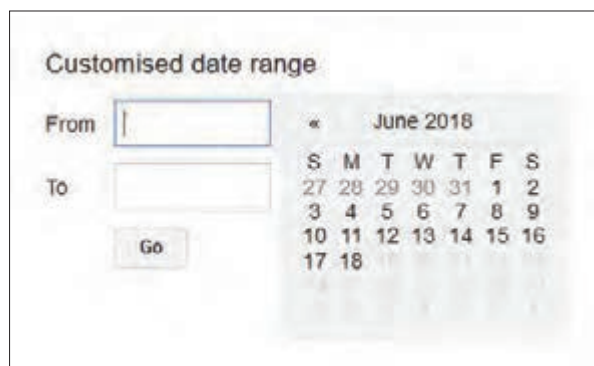 Customised date range
From
To
Go
« June 2018
S M T W T F S
27 28 29 30 31 1 2
3 4 5 6 7 8 9
10 11 12 13 14 15 16
17 18